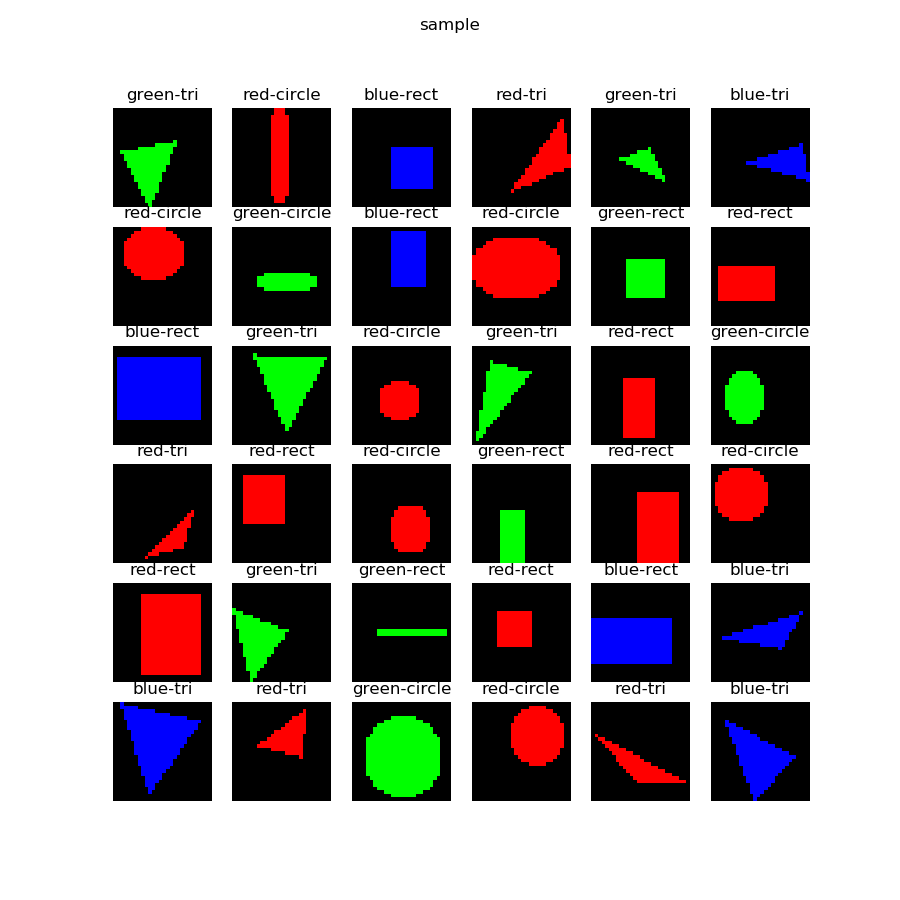 sample
green-tri red-circle blue-rect red-tri green-tri blue-tri
red-circle green-circle blue-rect red-circle green-rect red-rect
blue-rect green-tri red-circle green-tri red-rect green-circle
red-tri red-rect red-circle green-rect red-rect red-circle
red-rect green-tri green-rect red-rect blue-rect blue-tri
blue-tri red-tri green-circle red-circle red-tri blue-tri